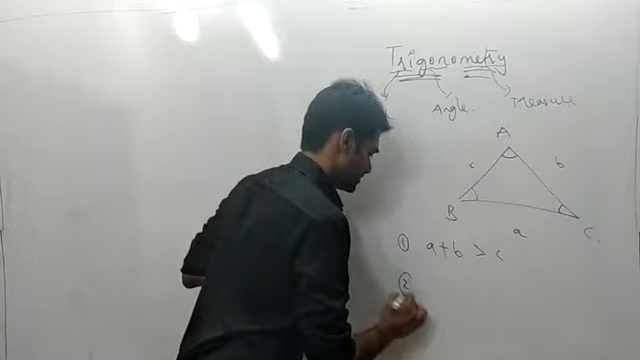 Trigonometry
Angle. Measure
A
c b
B C.
a
① a+b > c
②